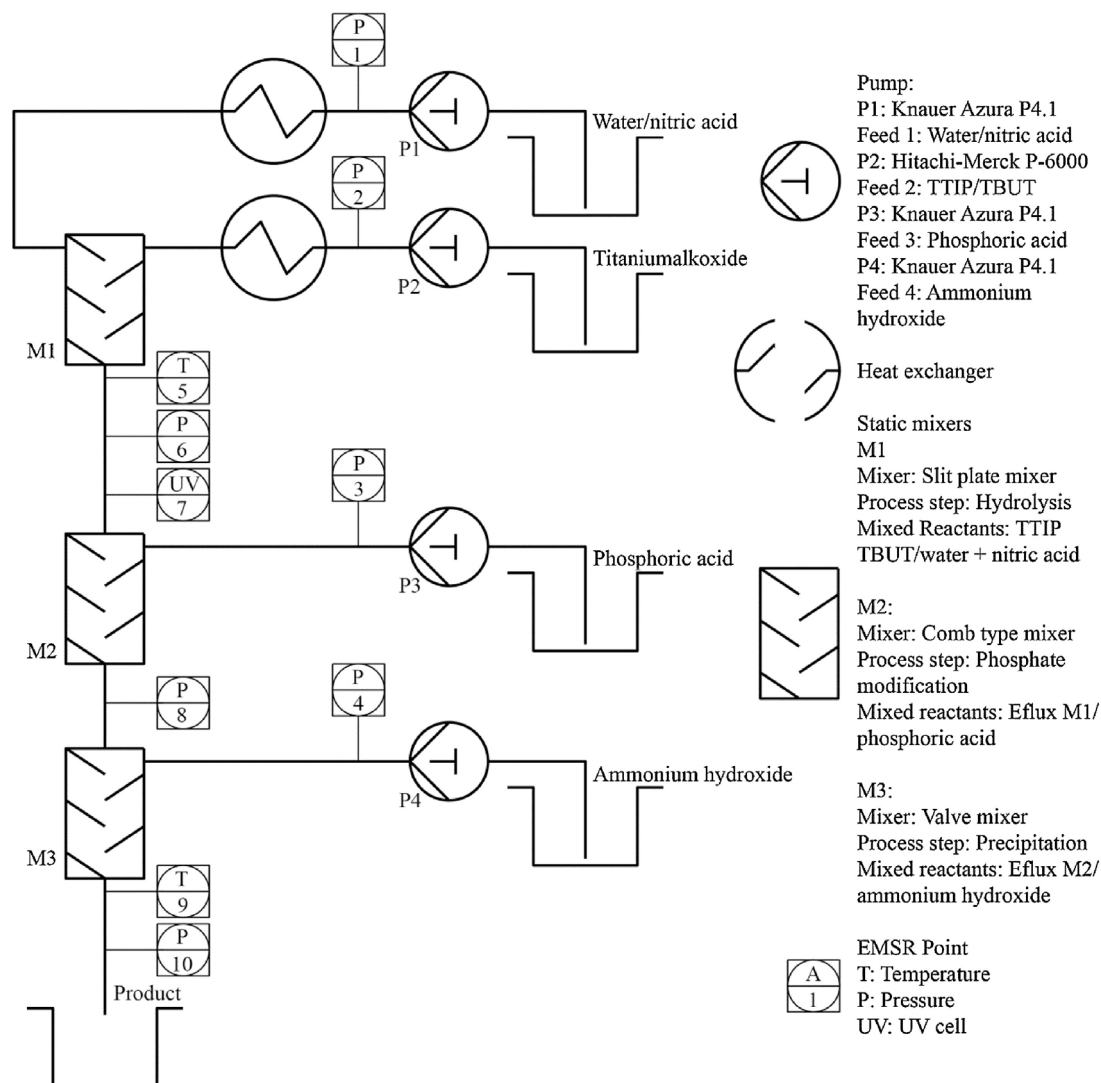 P
1
Water/nitric acid
P1
P
2
Titaniumalkoxide
P2
M1
T
5
P
6
UV
7
P
3
Phosphoric acid
P3
M2
P
8
P
4
Ammonium hydroxide
P4
M3
T
9
P
10
Product
Pump:
P1: Knauer Azura P4.1
Feed 1: Water/nitric acid
P2: Hitachi-Merck P-6000
Feed 2: TTIP/TBUT
P3: Knauer Azura P4.1
Feed 3: Phosphoric acid
P4: Knauer Azura P4.1
Feed 4: Ammonium
hydroxide
Heat exchanger
Static mixers
M1
Mixer: Slit plate mixer
Process step: Hydrolysis
Mixed Reactants: TTIP
TBUT/water + nitric acid
M2:
Mixer: Comb type mixer
Process step: Phosphate
modification
Mixed reactants: Eflux M1/
phosphoric acid
M3:
Mixer: Valve mixer
Process step: Precipitation
Mixed reactants: Eflux M2/
ammonium hydroxide
EMSR Point
A
1
T: Temperature
P: Pressure
UV: UV cell